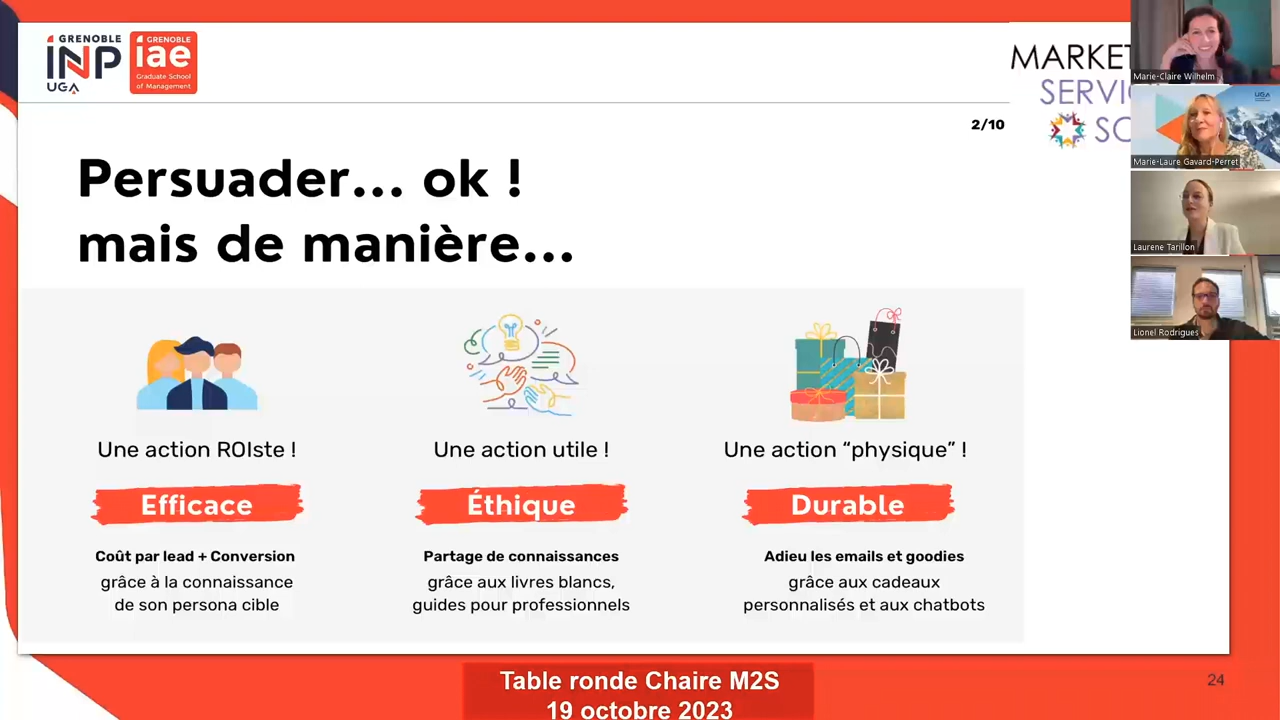 GRENOBLE
INP
UGA
GRENOBLE
iae
Graduate School
of Management
MARKET
SERVIC
SO
2/10
Marie-Claire Wilhelm
UGA
Marie-Laure Gavard-Perret
Laurene Tarillon
Lionel Rodrigues
Persuader... ok !
mais de manière...
Une action ROIste !
Efficace
Coût par lead + Conversion
grâce à la connaissance
de son persona cible
Une action utile !
Éthique
Partage de connaissances
grâce aux livres blancs,
guides pour professionnels
Une action “physique” !
Durable
Adieu les emails et goodies
grâce aux cadeaux
personnalisés et aux chatbots
Table ronde Chaire M2S
19 octobre 2023
24